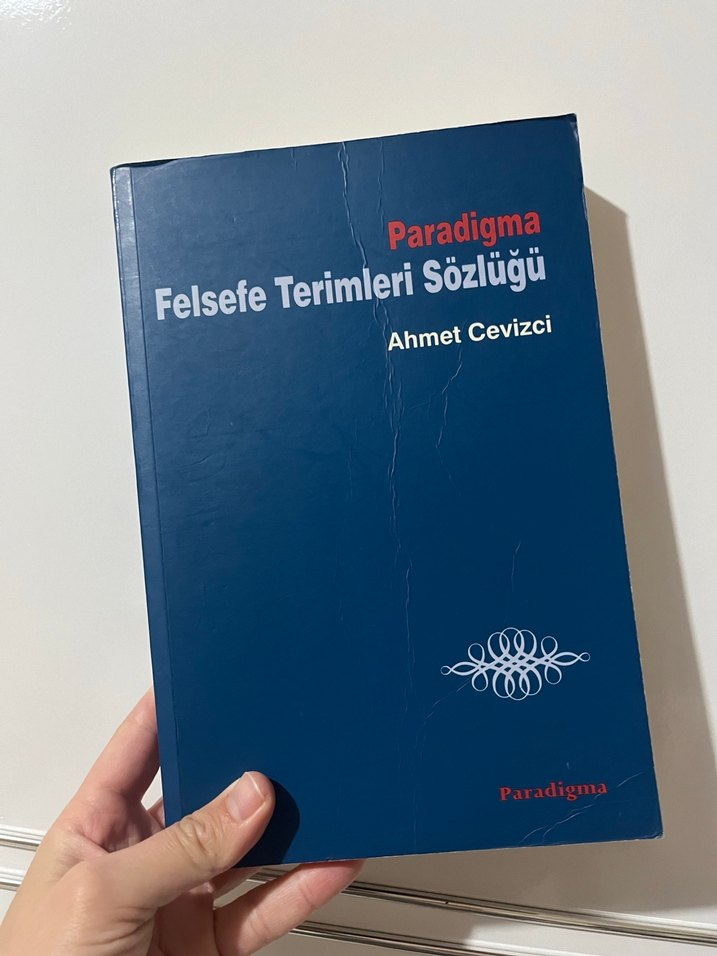 Paradigma
Felsefe Terimleri Sözlüğü
Ahmet Cevizci
Paradigma